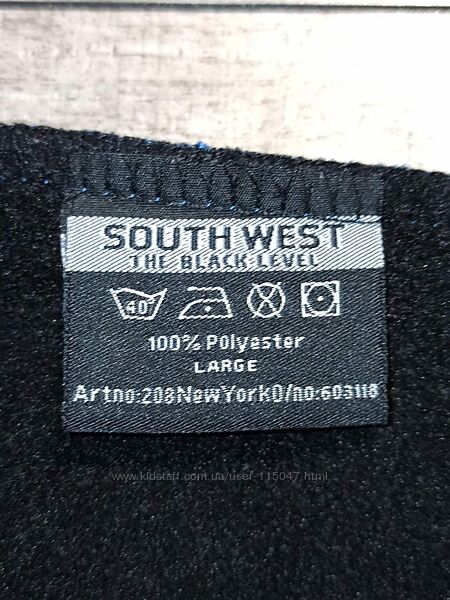 SOUTH WEST
THE BLACK LEVEL
40°
100% Polyester
LARGE
Artno:208NewYorkO/no:603118
www.kidstaff.com.ua/user-115047.html